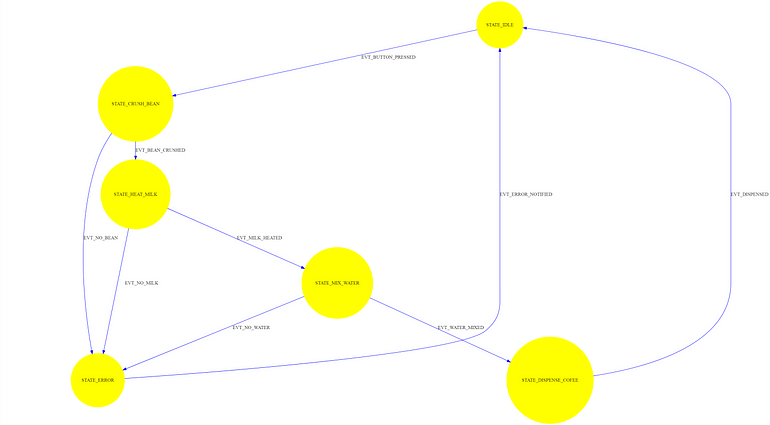 STATE_IDLE
EVT_BUTTON_PRESSED
STATE_CRUSH_BEAN
EVT_BEAN_CRUSHED
STATE_HEAT_MILK
EVT_ERROR_NOTIFIED
EVT_DISPENSED
EVT_NO_BEAN
EVT_MILK_HEATED
EVT_NO_MILK
STATE_MIX_WATER
EVT_NO_WATER
EVT_WATER_MIXED
STATE_ERROR
STATE_DISPENSE_COFEE